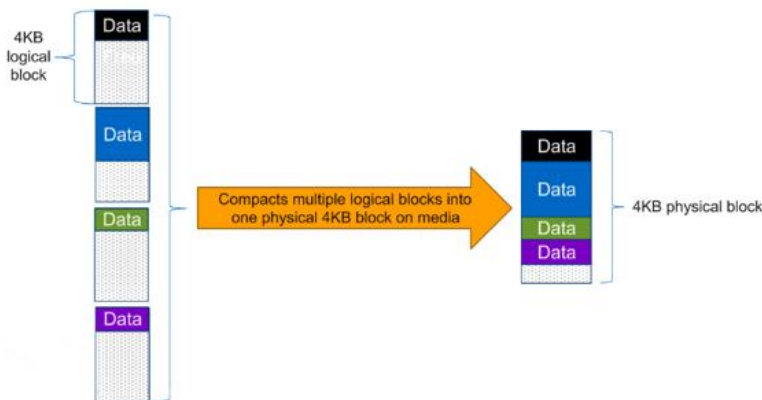 Data
4KB
logical
block
Free
Data
Data
Data
Compacts multiple logical blocks into
one physical 4KB block on media
Data
Data
Data
Data
4KB physical block